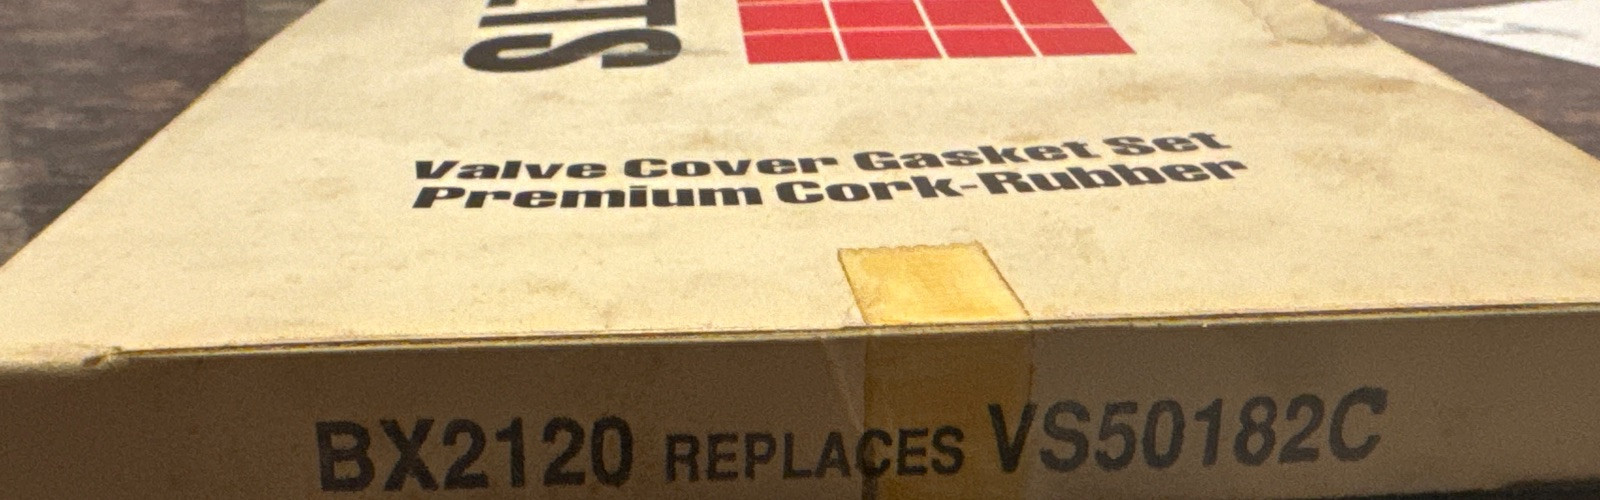 Valve Cover Gasket Set
Premium Cork-Rubber
BX2120 REPLACES VS50182C